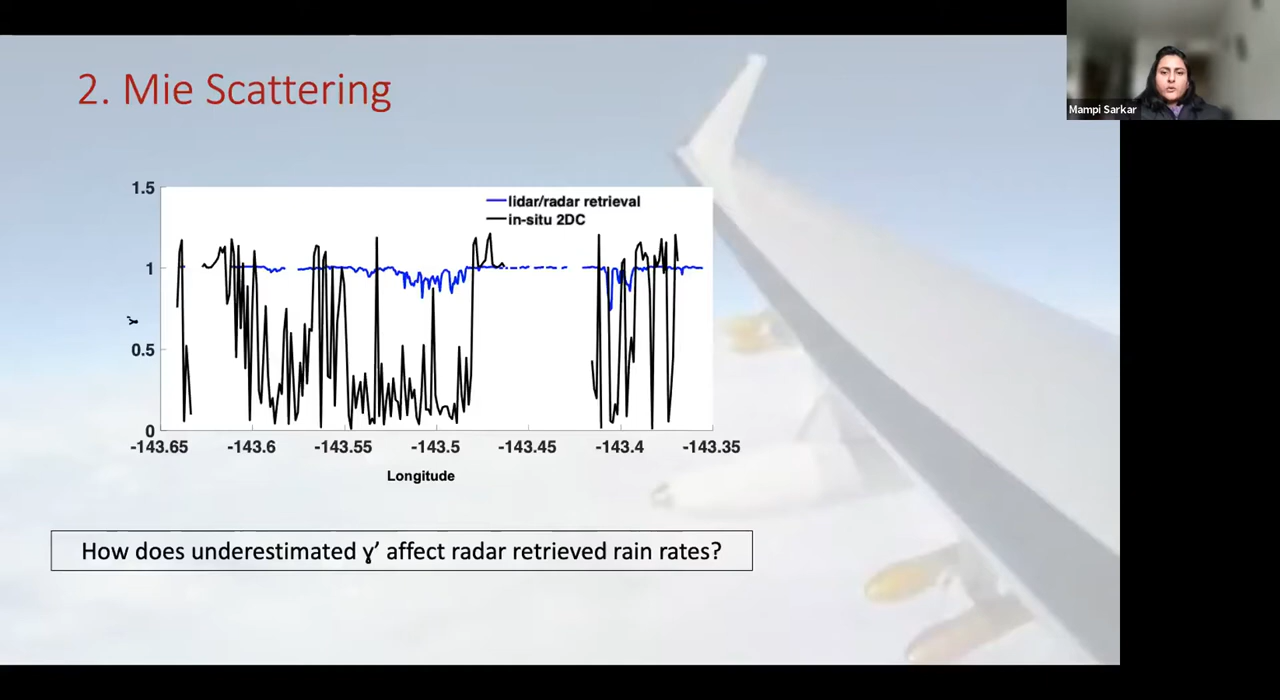 2. Mie Scattering
Mampi Sarkar
1.5
lidar/radar retrieval
in-situ 2DC
1
ɣ'
0.5
0
-143.65 -143.6 -143.55 -143.5 -143.45 -143.4 -143.35
Longitude
How does underestimated ɣ’ affect radar retrieved rain rates?